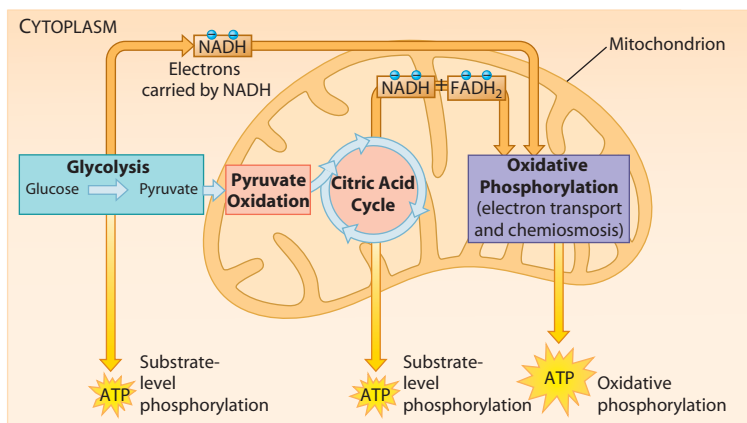 CYTOPLASM
NADH
Electrons
carried by NADH
Mitochondrion
NADH + FADH₂
Glycolysis
Glucose Pyruvate
Pyruvate
Oxidation
Citric Acid
Cycle
Oxidative
Phosphorylation
(electron transport
and chemiosmosis)
ATP
Substrate-
level
phosphorylation
ATP
Substrate-
level
phosphorylation
ATP
Oxidative
phosphorylation